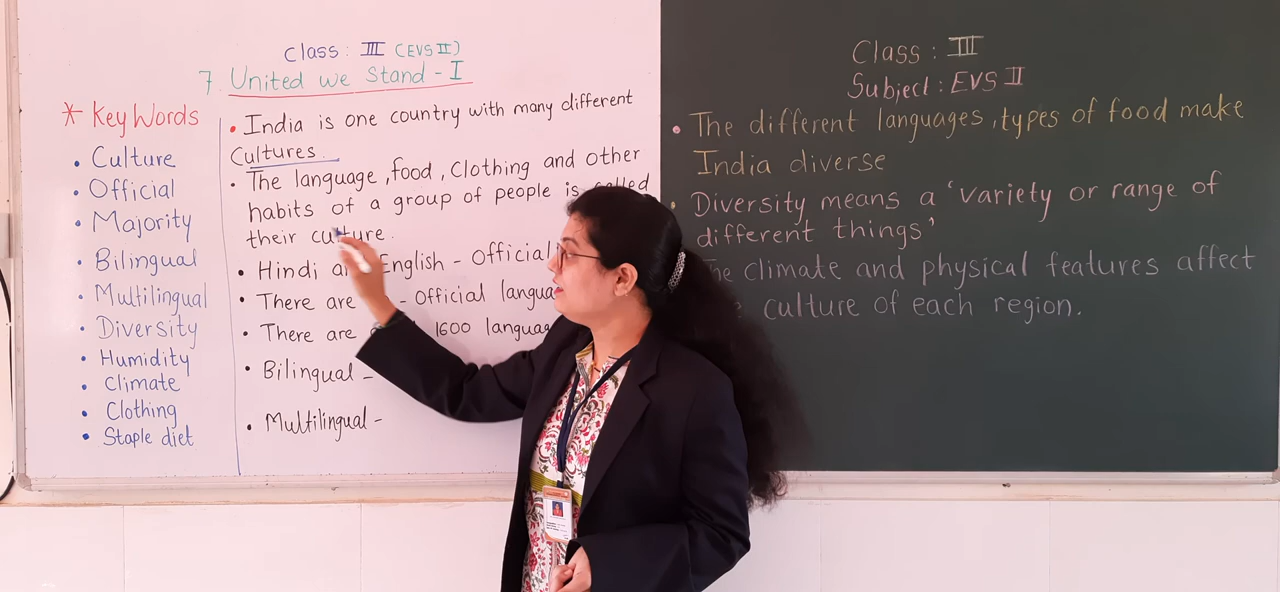 Class : III (EVS II)
7. United we Stand - I
* Key Words
• Culture
• Official
• Majority
• Bilingual
• Multilingual
• Diversity
• Humidity
• Climate
• Clothing
• Staple diet
• India is one country with many different
Cultures.
• The language, food, Clothing and other
habits of a group of people is called
their culture.
• Hindi English - Official
• There are - Official
• There are 1600
• Bilingual -
• Multilingual -
Class : III
Subject : EVS II
• The different languages, types of food make
India diverse
• Diversity means a 'variety or range of
different things'
climate and physical features affect
culture of each region.